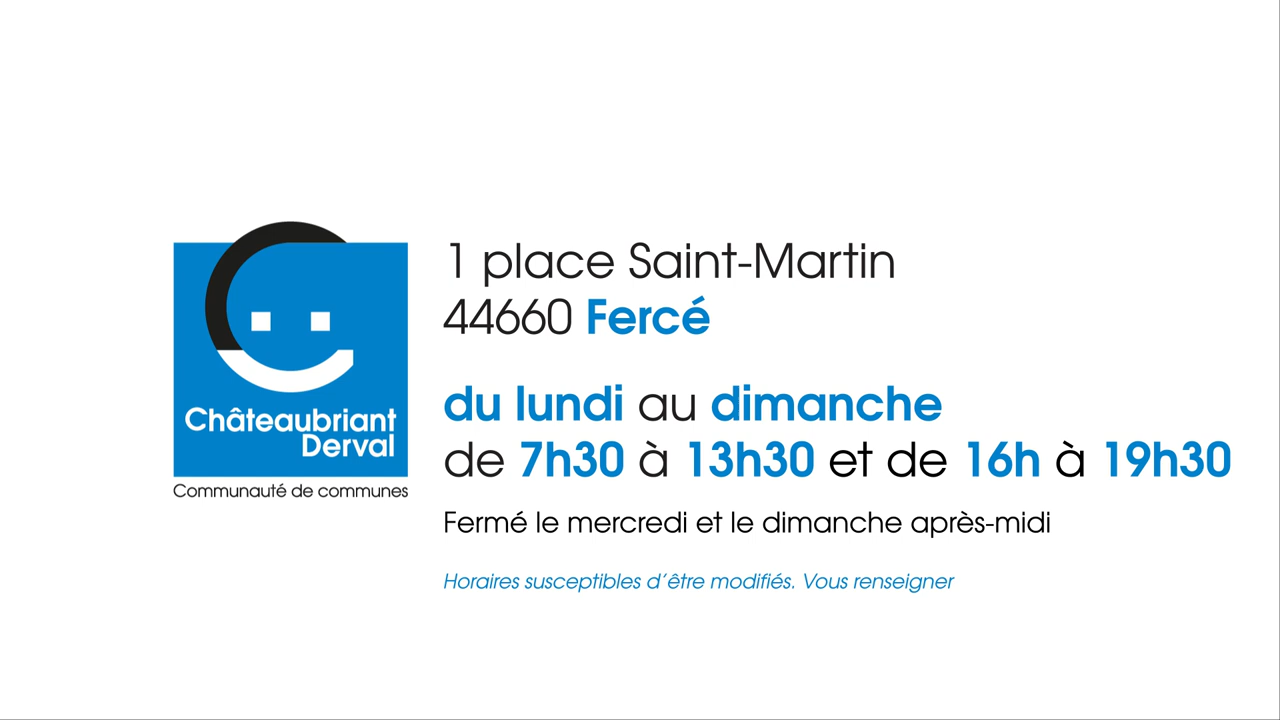 Châteaubriant
Derval
Communauté de communes
1 place Saint-Martin
44660 Fercé
du lundi au dimanche
de 7h30 à 13h30 et de 16h à 19h30
Fermé le mercredi et le dimanche après-midi
Horaires susceptibles d'être modifiés. Vous renseigner